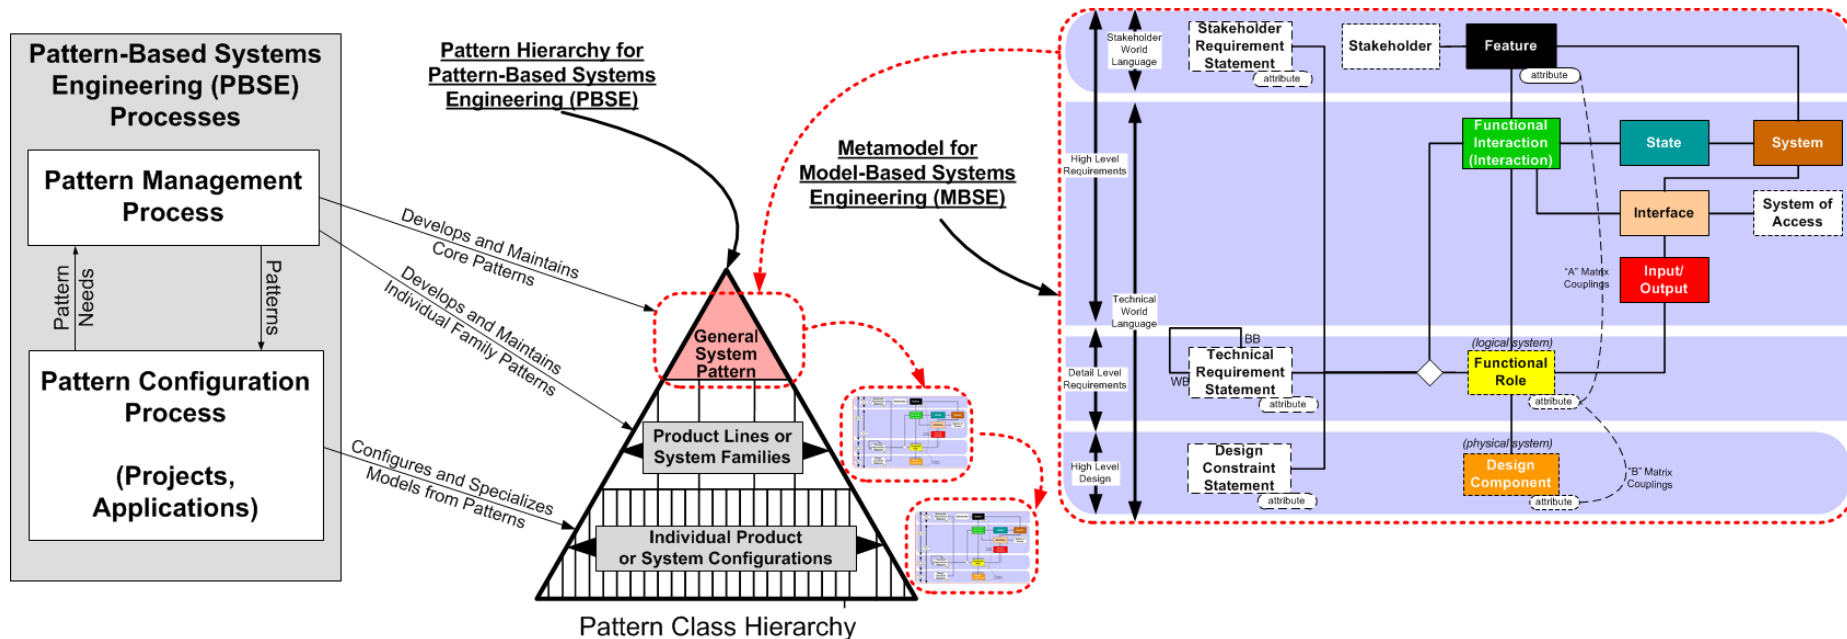 Pattern-Based Systems
Engineering (PBSE)
Processes
Pattern Management
Process
Pattern
Needs
Patterns
Pattern Configuration
Process
(Projects,
Applications)
Pattern Hierarchy for
Pattern-Based Systems
Engineering (PBSE)
Develops and Maintains
Core Patterns
Develops and Maintains
Individual Family Patterns
Configures and Specializes
Models from Patterns
General
System
Pattern
Product Lines or
System Families
Individual Product
or System Configurations
Pattern Class Hierarchy
Metamodel for
Model-Based Systems
Engineering (MBSE)
Stakeholder
World
Language
High Level
Requirements
Technical
World
Language
Detail Level
Requirements
High Level
Design
Stakeholder
Requirement
Statement
attribute
Stakeholder
Feature
attribute
Functional
Interaction
(Interaction)
State
System
Interface
System of
Access
"A" Matrix
Couplings
Input/
Output
BB
WB
Technical
Requirement
Statement
attribute
(logical system)
Functional
Role
attribute
Design
Constraint
Statement
attribute
(physical system)
Design
Component
attribute
"B" Matrix
Couplings